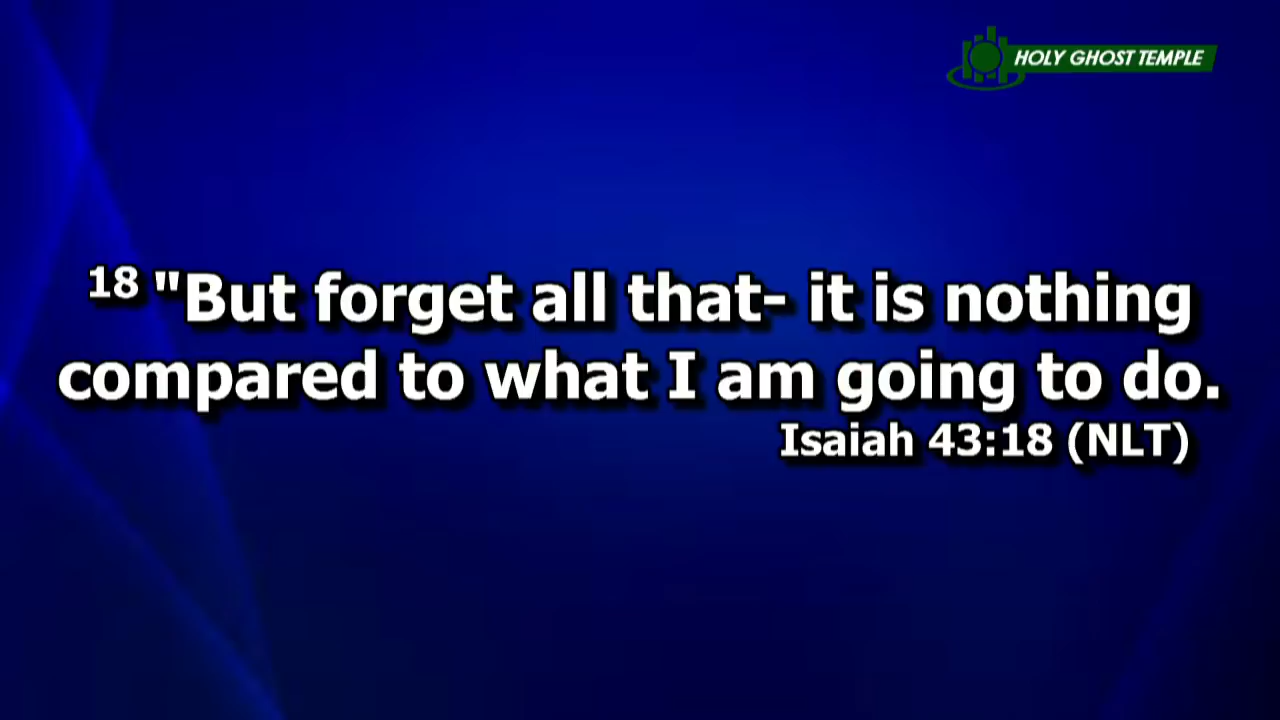 HOLY GHOST TEMPLE
18 "But forget all that- it is nothing
compared to what I am going to do.
Isaiah 43:18 (NLT)